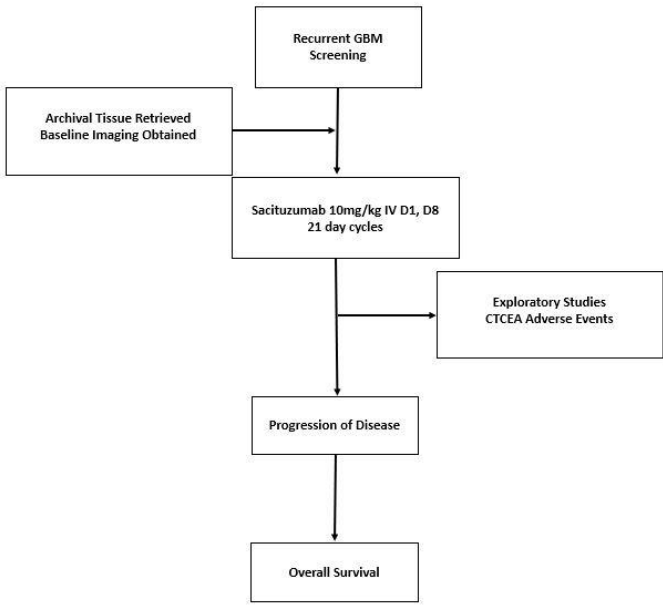 Recurrent GBM
Screening
Archival Tissue Retrieved
Baseline Imaging Obtained
Sacituzumab 10mg/kg IV D1, D8
21 day cycles
Exploratory Studies
CTCEA Adverse Events
Progression of Disease
Overall Survival